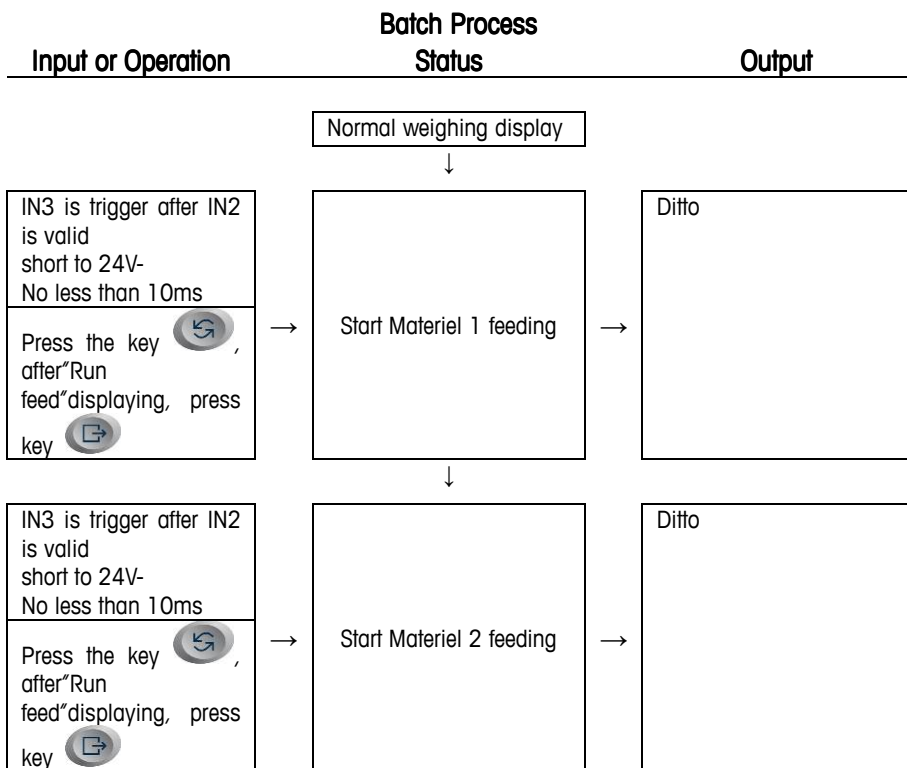 Batch Process
Input or Operation Status Output
Normal weighing display
↓
IN3 is trigger after IN2
is valid
short to 24V-
No less than 10ms
Press the key ,
after"Run
feed"displaying, press
key
→
Start Materiel 1 feeding
→
Ditto
↓
IN3 is trigger after IN2
is valid
short to 24V-
No less than 10ms
Press the key ,
after"Run
feed"displaying, press
key
→
Start Materiel 2 feeding
→
Ditto